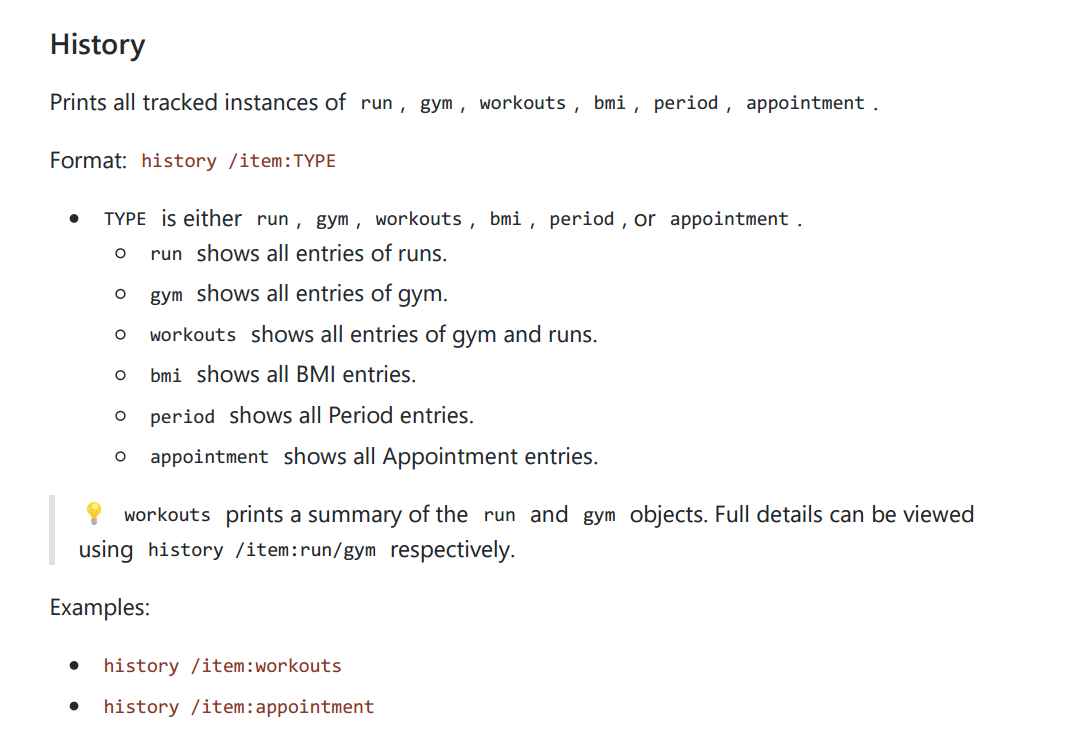 History
Prints all tracked instances of run , gym , workouts , bmi , period , appointment .
Format: history /item:TYPE
TYPE is either run , gym , workouts , bmi , period , or appointment .
run shows all entries of runs.
gym shows all entries of gym.
workouts shows all entries of gym and runs.
bmi shows all BMI entries.
period shows all Period entries.
appointment shows all Appointment entries.
workouts prints a summary of the run and gym objects. Full details can be viewed
using history /item:run/gym respectively.
Examples:
history /item:workouts
history /item:appointment